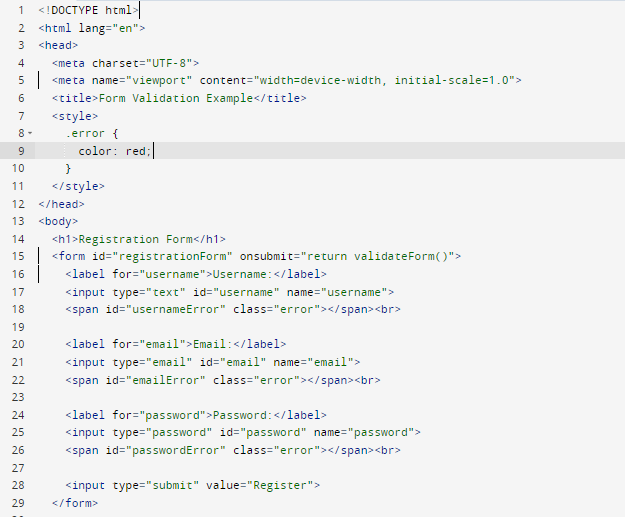 1 <!DOCTYPE html>
2 <html lang="en">
3 <head>
4 <meta charset="UTF-8">
5 <meta name="viewport" content="width=device-width, initial-scale=1.0">
6 <title>Form Validation Example</title>
7 <style>
8 .error {
9 color: red;
10 }
11 </style>
12 </head>
13 <body>
14 <h1>Registration Form</h1>
15 <form id="registrationForm" onsubmit="return validateForm()">
16 <label for="username">Username:</label>
17 <input type="text" id="username" name="username">
18 <span id="usernameError" class="error"></span><br>
19
20 <label for="email">Email:</label>
21 <input type="email" id="email" name="email">
22 <span id="emailError" class="error"></span><br>
23
24 <label for="password">Password:</label>
25 <input type="password" id="password" name="password">
26 <span id="passwordError" class="error"></span><br>
27
28 <input type="submit" value="Register">
29 </form>